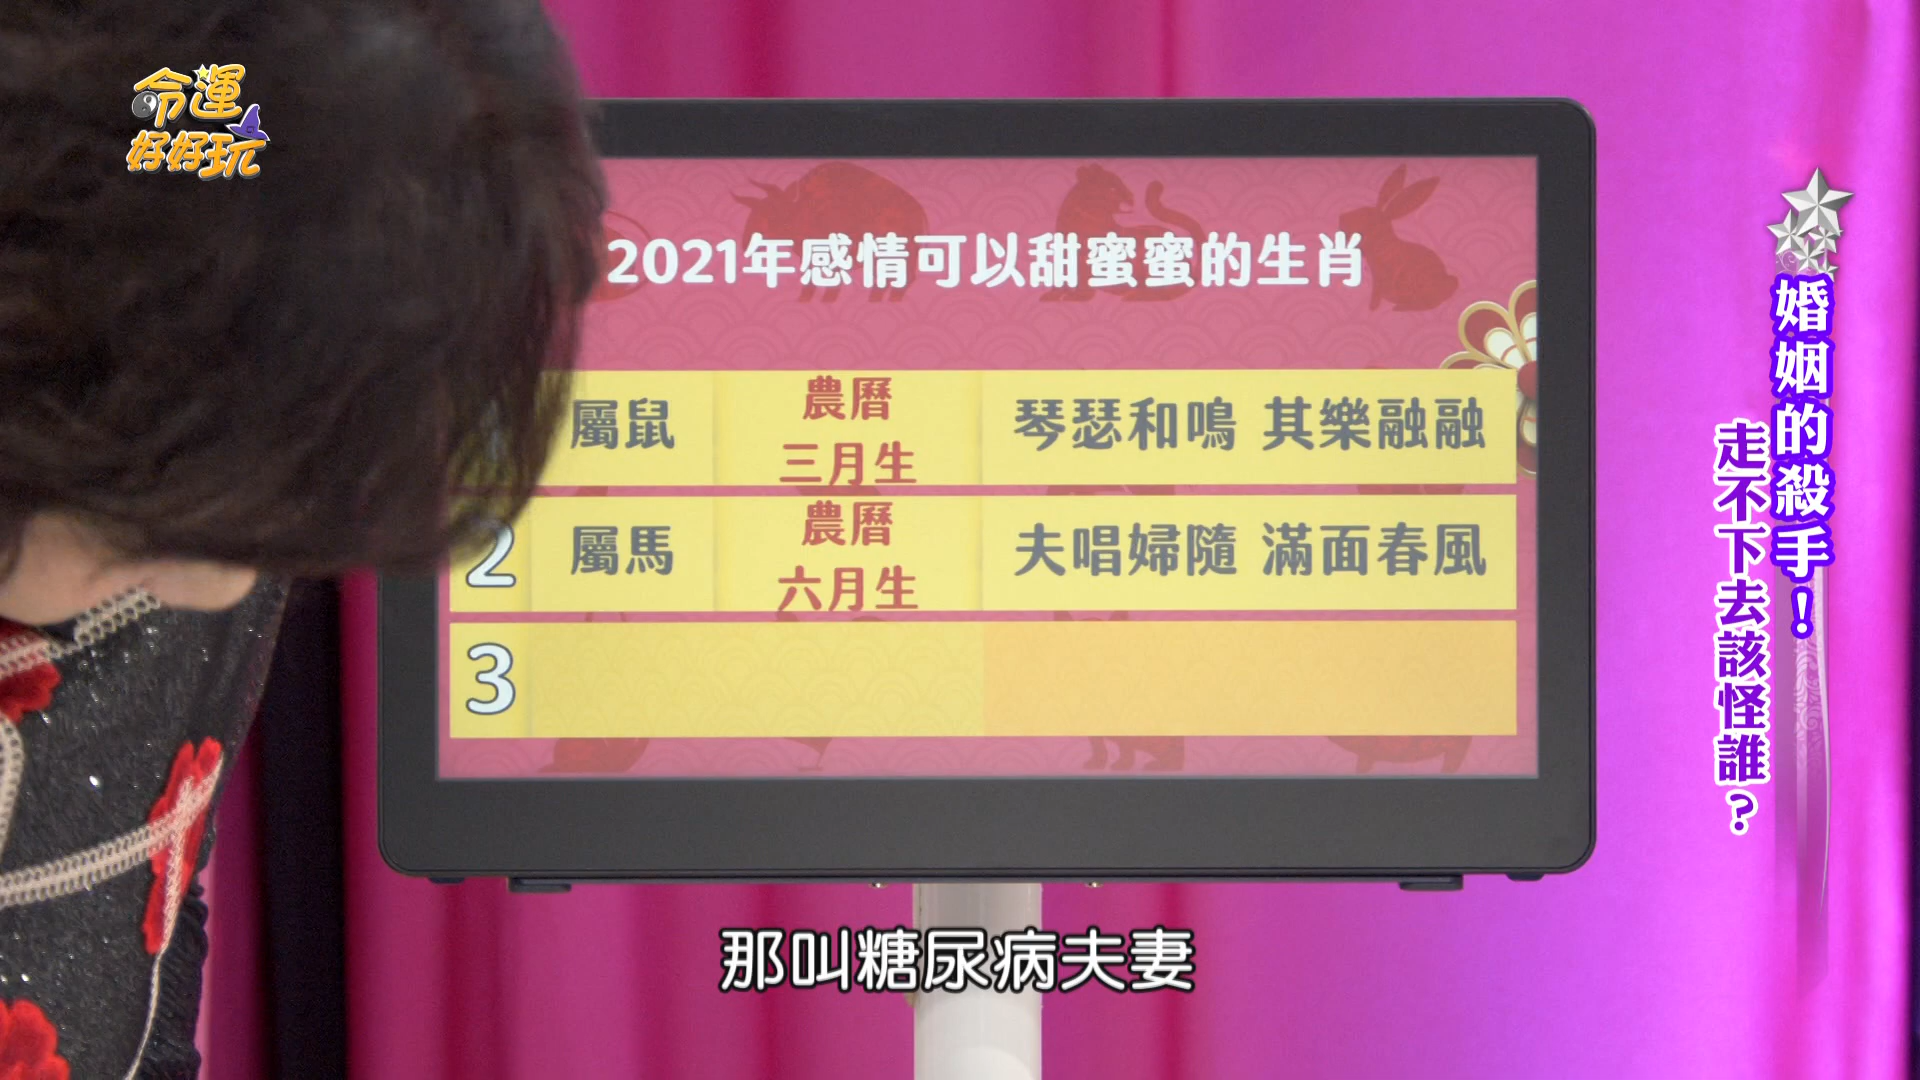 命運
好好玩
2021年感情可以甜蜜蜜的生肖
屬鼠
農曆
三月生
琴瑟和鳴 其樂融融
2
屬馬
農曆
六月生
夫唱婦隨 滿面春風
3
婚姻的殺手！
走不下去該怪誰？
那叫糖尿病夫妻